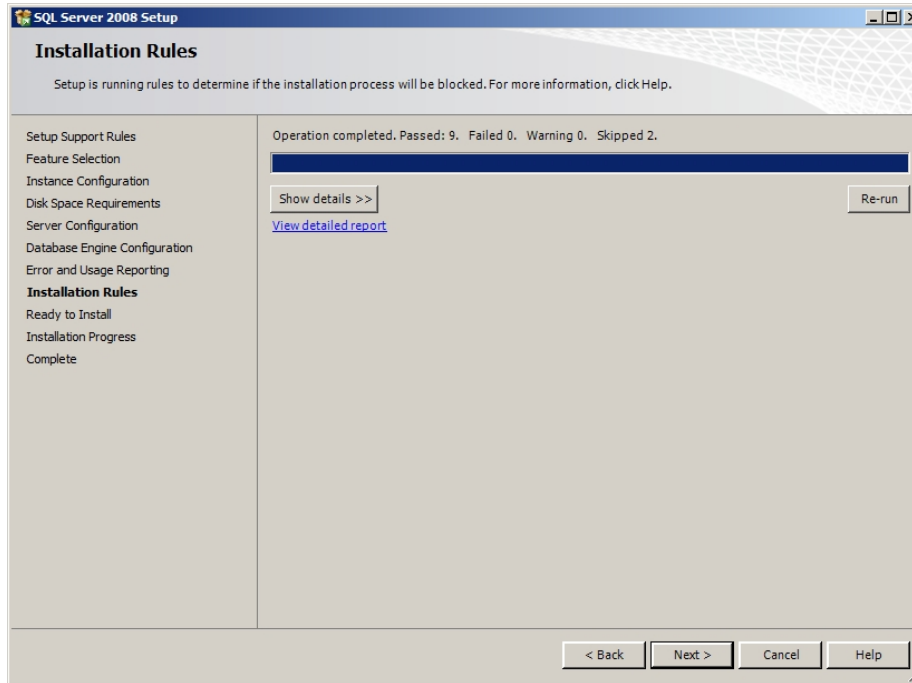 SQL Server 2008 Setup
Installation Rules
Setup is running rules to determine if the installation process will be blocked. For more information, click Help.
Setup Support Rules
Feature Selection
Instance Configuration
Disk Space Requirements
Server Configuration
Database Engine Configuration
Error and Usage Reporting
Installation Rules
Ready to Install
Installation Progress
Complete
Operation completed. Passed: 9. Failed 0. Warning 0. Skipped 2.
Show details >>
Re-run
View detailed report
< Back
Next >
Cancel
Help